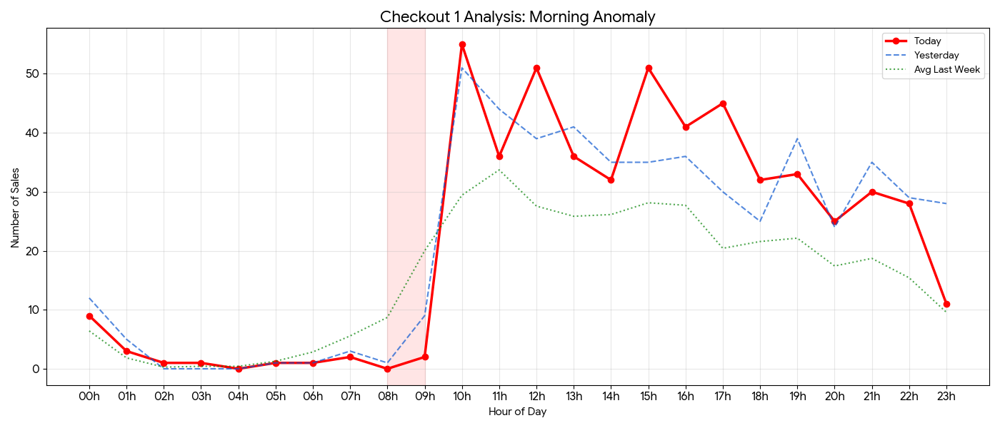 Checkout 1 Analysis: Morning Anomaly
Today
Yesterday
Avg Last Week
Number of Sales
50
40
30
20
10
0
00h 01h 02h 03h 04h 05h 06h 07h 08h 09h 10h 11h 12h 13h 14h 15h 16h 17h 18h 19h 20h 21h 22h 23h
Hour of Day